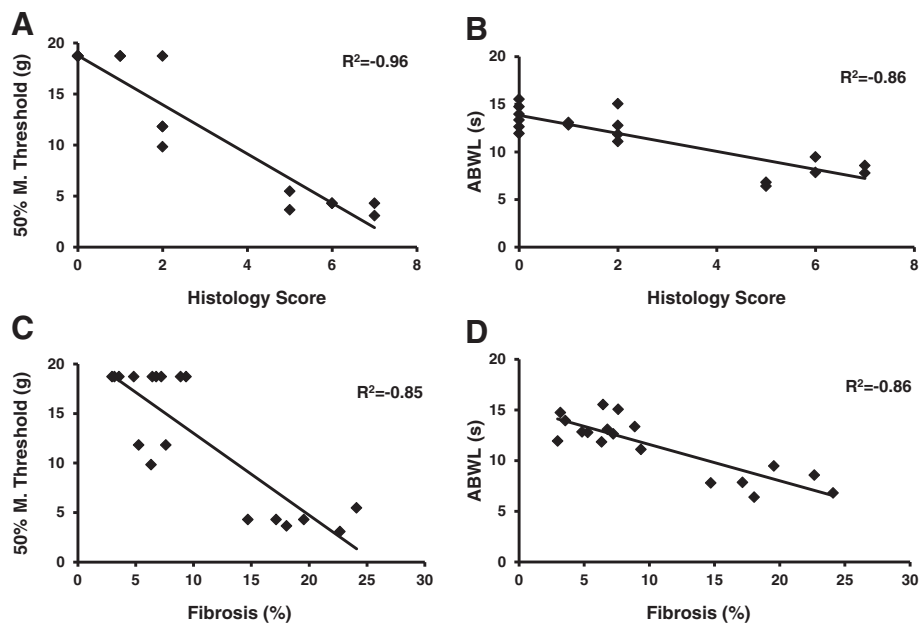 A
20
15
10
5
0
0 2 4 6 8
50% M. Threshold (g)
Histology Score
R²=-0.96
B
20
15
10
5
0
0 2 4 6 8
ABWL (s)
Histology Score
R²=-0.86
C
20
15
10
5
0
0 5 10 15 20 25 30
50% M. Threshold (g)
Fibrosis (%)
R²=-0.85
D
20
15
10
5
0
0 5 10 15 20 25 30
ABWL (s)
Fibrosis (%)
R²=-0.86